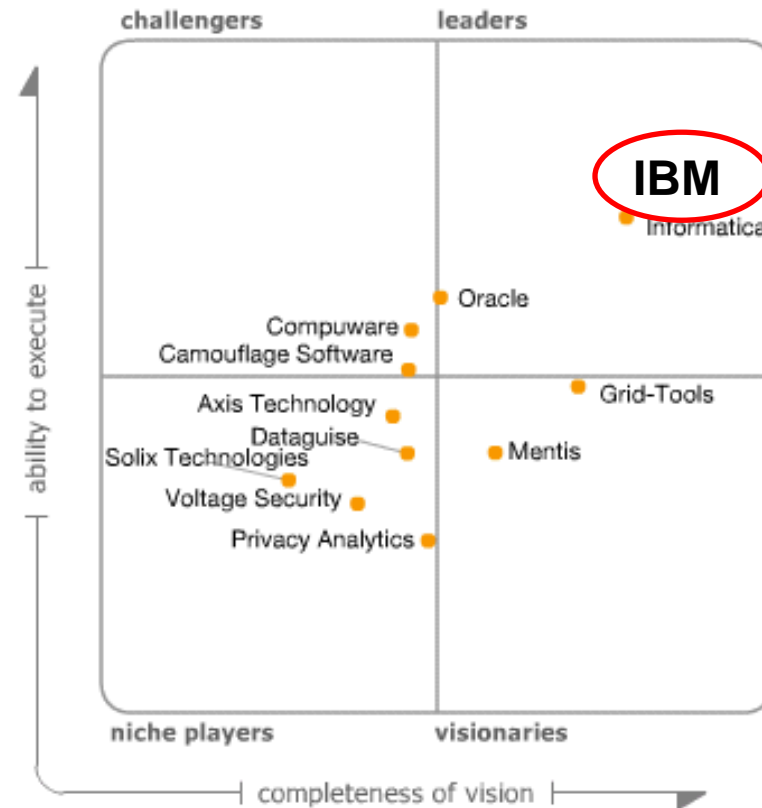 challengers
leaders
IBM
Informatica
Oracle
Compuware
Camouflage Software
Grid-Tools
Axis Technology
Dataguise
Mentis
Solix Technologies
Voltage Security
Privacy Analytics
ability to execute
niche players
visionaries
completeness of vision